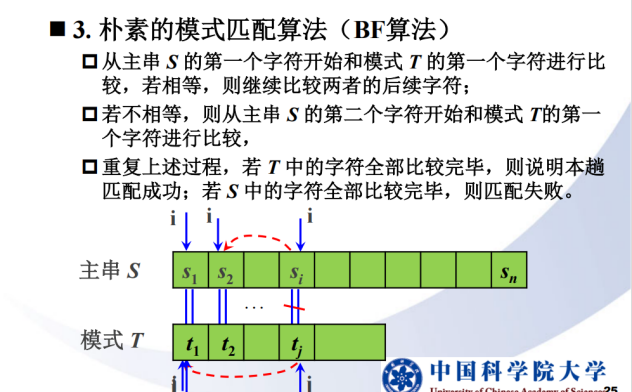 3. 朴素的模式匹配算法（BF算法）
从主串 S 的第一个字符开始和模式 T 的第一个字符进行比
较，若相等，则继续比较两者的后续字符；
若不相等，则从主串 S 的第二个字符开始和模式 T的第一
个字符进行比较，
重复上述过程，若 T 中的字符全部比较完毕，则说明本趟
匹配成功；若 S 中的字符全部比较完毕，则匹配失败。
i i i
主串 S s1 s2 si sn
…
模式 T t1 t2 tj
j j
中国科学院大学
University of Chinese Academy of Sciences 25